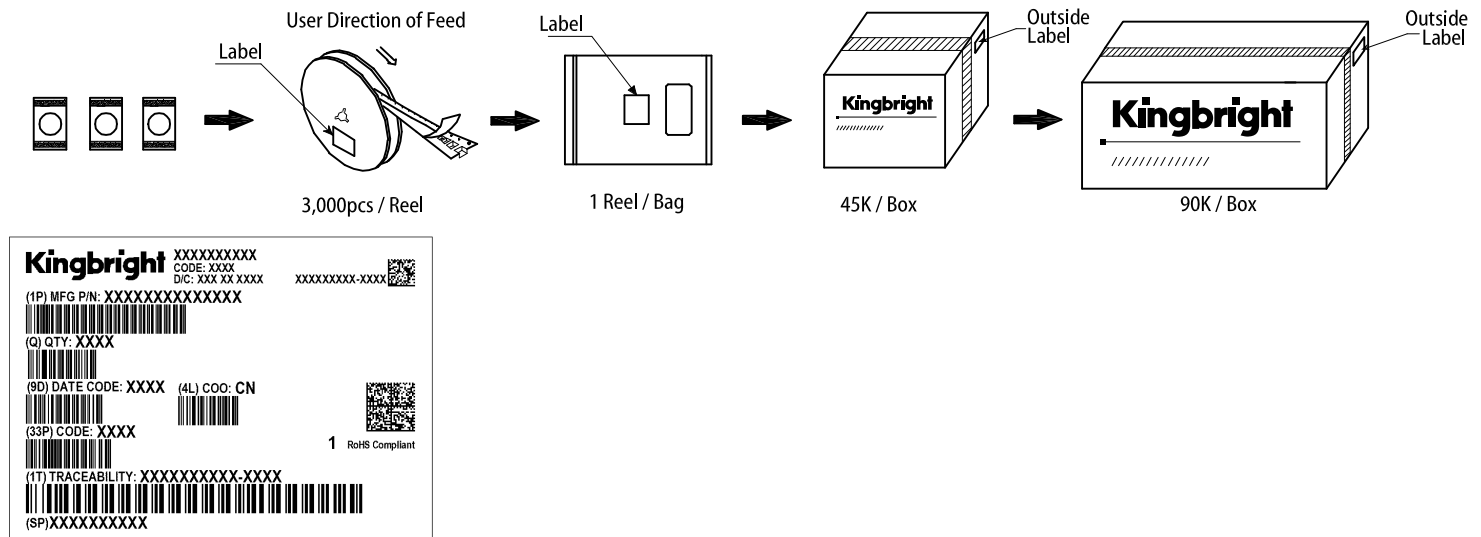 User Direction of Feed
Label
Label
Outside
Label
Outside
Label
Kingbright
Kingbright
3,000pcs / Reel
1 Reel / Bag
45K / Box
90K / Box
Kingbright
XXXXXXXXXX
CODE: XXXX
D/C: XXX XX XXXX
XXXXXXXXX-XXXX
(1P) MFG P/N: XXXXXXXXXXXXXX
(Q) QTY: XXXX
(9D) DATE CODE: XXXX (4L) COO: CN
(33P) CODE: XXXX
1 RoHS Compliant
(1T) TRACEABILITY: XXXXXXXXXX-XXXX
(SP)XXXXXXXXXX